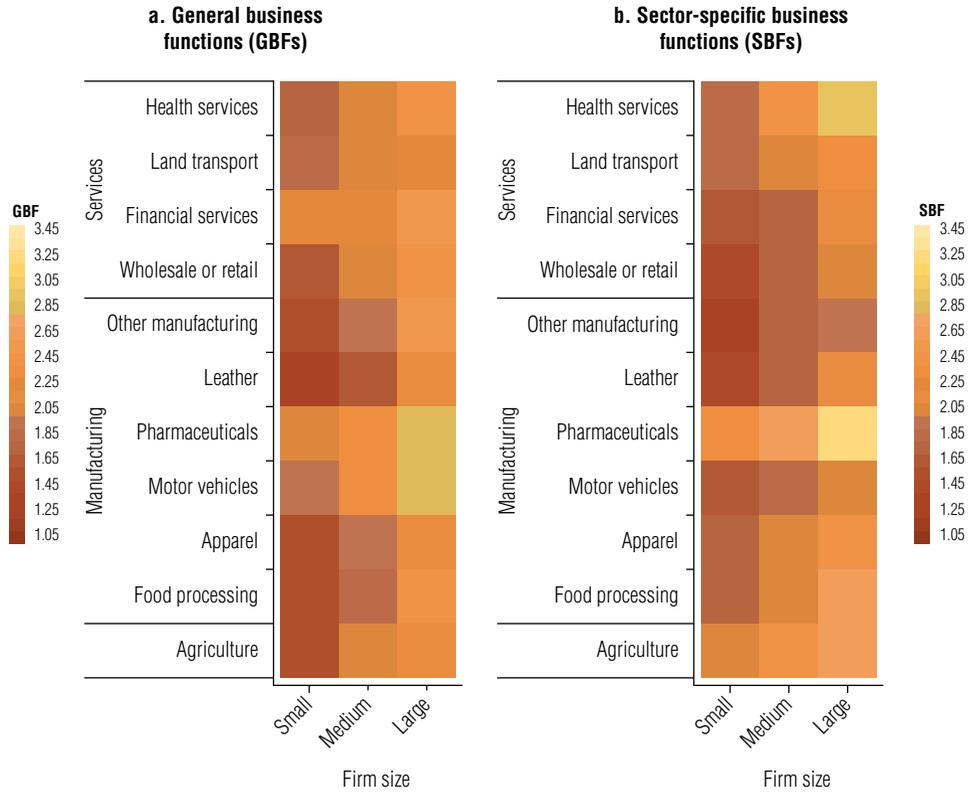 a. General business
functions (GBFs)
b. Sector-specific business
functions (SBFs)
GBF
3.45
3.25
3.05
2.85
2.65
2.45
2.25
2.05
1.85
1.65
1.45
1.25
1.05
Services
Health services
Land transport
Financial services
Wholesale or retail
Manufacturing
Other manufacturing
Leather
Pharmaceuticals
Motor vehicles
Apparel
Food processing
Agriculture
Small
Medium
Large
Firm size
Services
Health services
Land transport
Financial services
Wholesale or retail
Manufacturing
Other manufacturing
Leather
Pharmaceuticals
Motor vehicles
Apparel
Food processing
Agriculture
Small
Medium
Large
Firm size
SBF
3.45
3.25
3.05
2.85
2.65
2.45
2.25
2.05
1.85
1.65
1.45
1.25
1.05